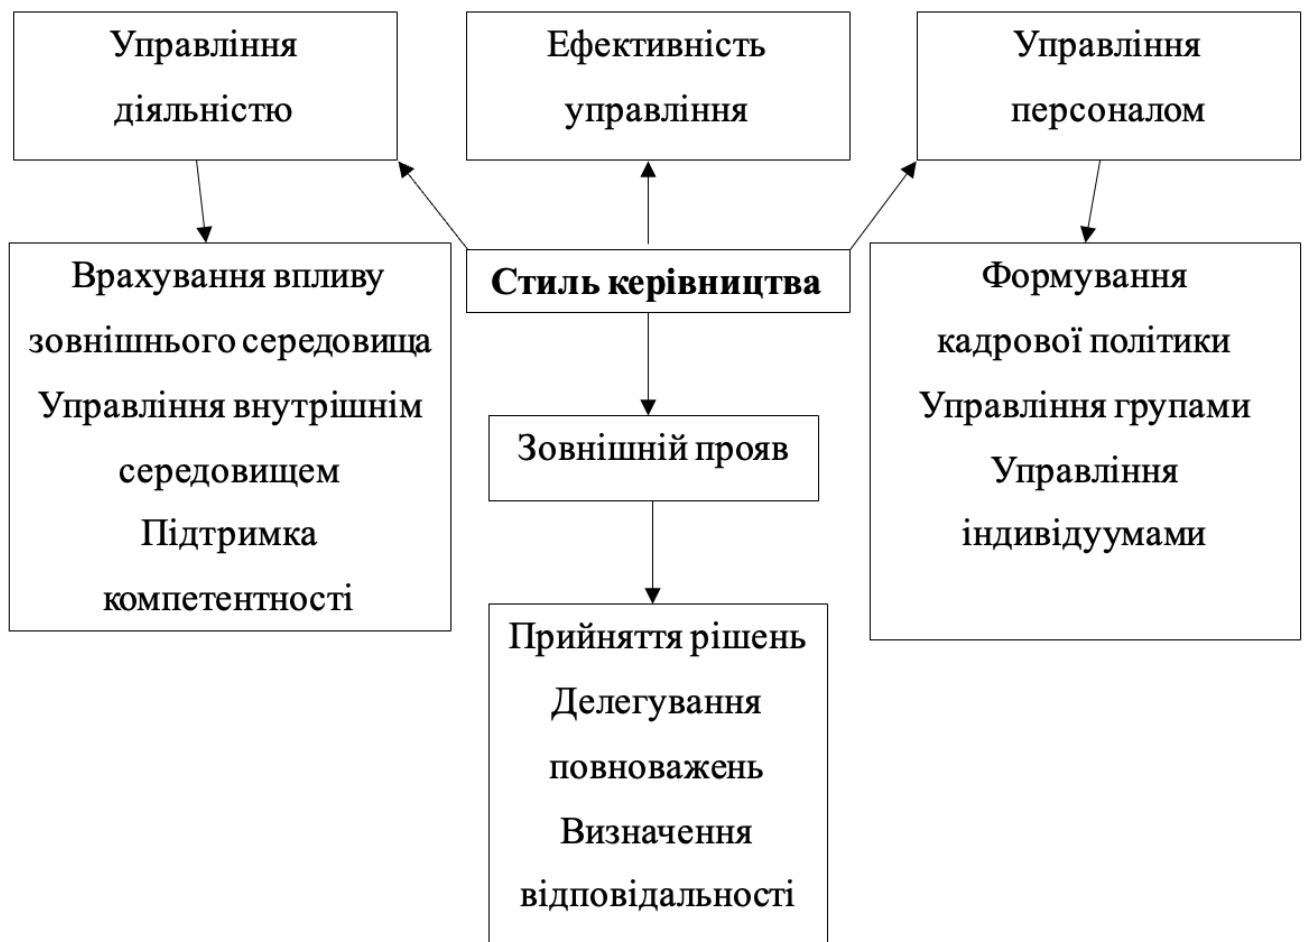 Управління
діяльністю
Ефективність
управління
Управління
персоналом
Стиль керівництва
Врахування впливу
зовнішнього середовища
Управління внутрішнім
середовищем
Підтримка
компетентності
Зовнішній прояв
Формування
кадрової політики
Управління групами
Управління
індивідуумами
Прийняття рішень
Делегування
повноважень
Визначення
відповідальності